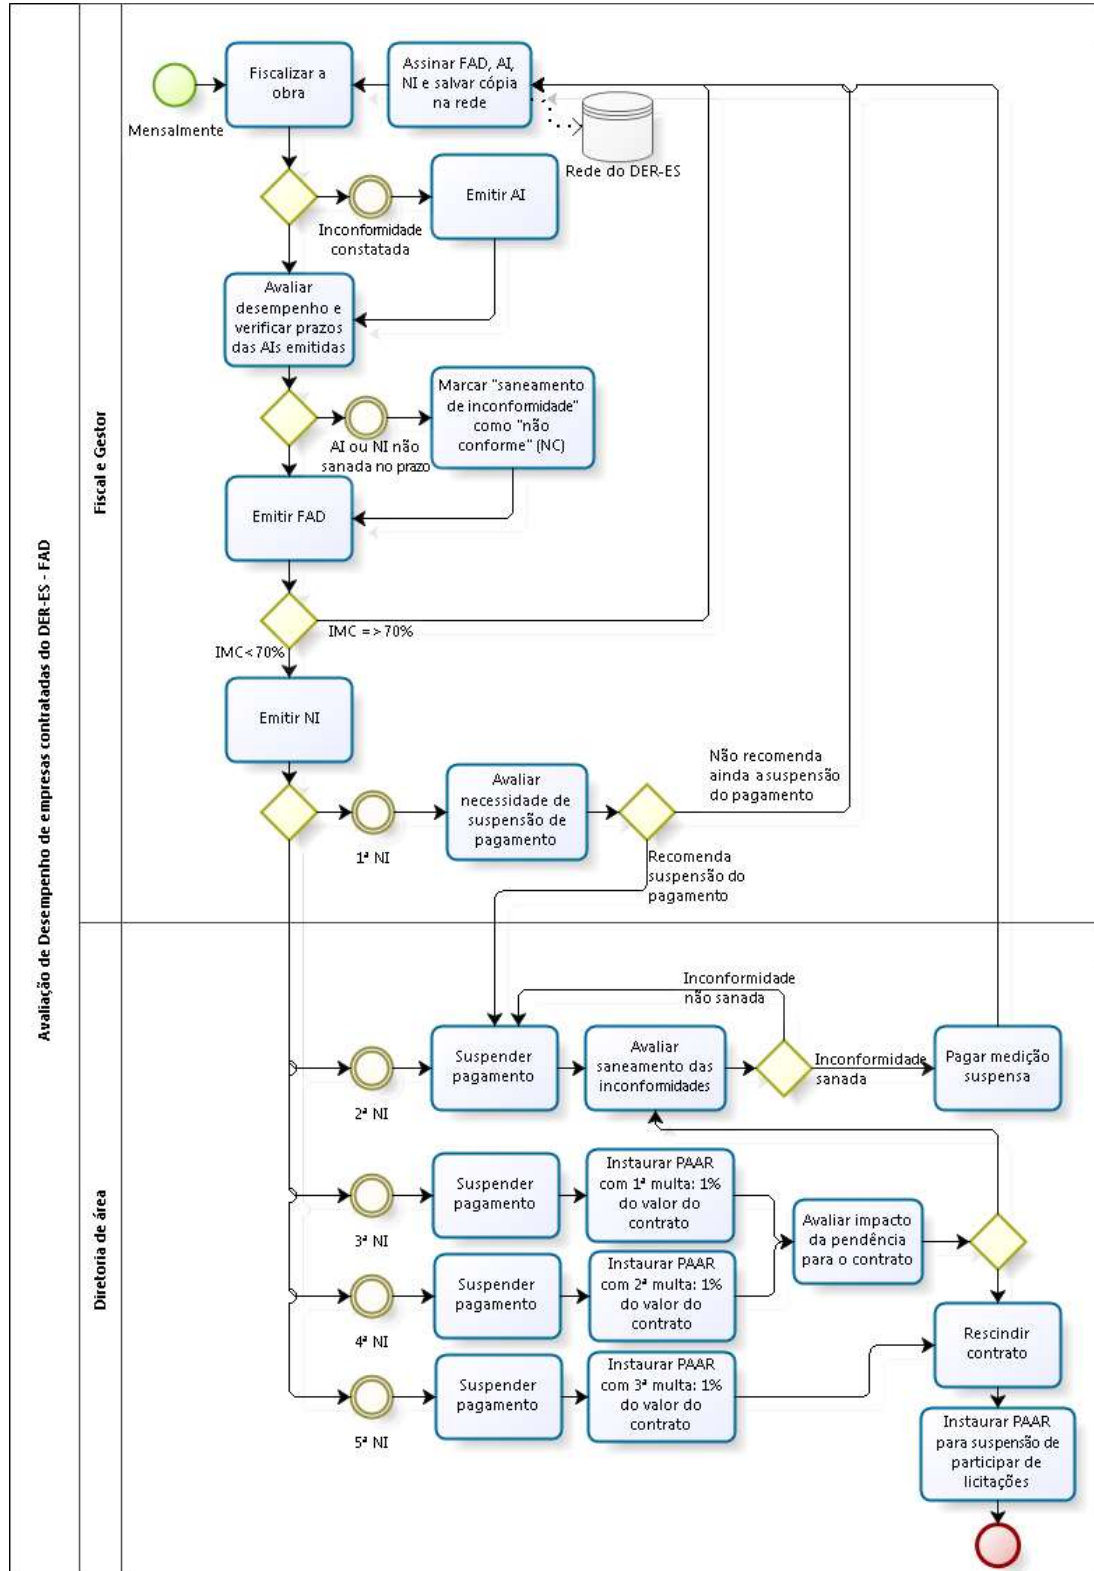 Avaliação de Desempenho de empresas contratadas do DER-ES - FAD
Fiscal e Gestor
Mensalmente
Fiscalizar a
obra
Assinar FAD, AI,
NI e salvar cópia
na rede
Rede do DER-ES
Inconformidade
constatada
Emitir AI
Avaliar
desempenho e
verificar prazos
das AIs emitidas
AI ou NI não
sanada no prazo
Marcar "saneamento
de inconformidade"
como "não
conforme" (NC)
Emitir FAD
IMC =>70%
IMC<70%
Emitir NI
1ª NI
Avaliar
necessidade de
suspensão de
pagamento
Não recomenda
ainda a suspensão
do pagamento
Recomenda
suspensão do
pagamento
Diretoria de área
2ª NI
Suspender
pagamento
Avaliar
saneamento das
inconformidades
Inconformidade
não sanada
Inconformidade
sanada
Pagar medição
suspensa
3ª NI
Suspender
pagamento
Instaurar PAAR
com 1ª multa: 1%
do valor do
contrato
Avaliar impacto
da pendência
para o contrato
4ª NI
Suspender
pagamento
Instaurar PAAR
com 2ª multa: 1%
do valor do
contrato
5ª NI
Suspender
pagamento
Instaurar PAAR
com 3ª multa: 1%
do valor do
contrato
Rescindir
contrato
Instaurar PAAR
para suspensão de
participar de
licitações